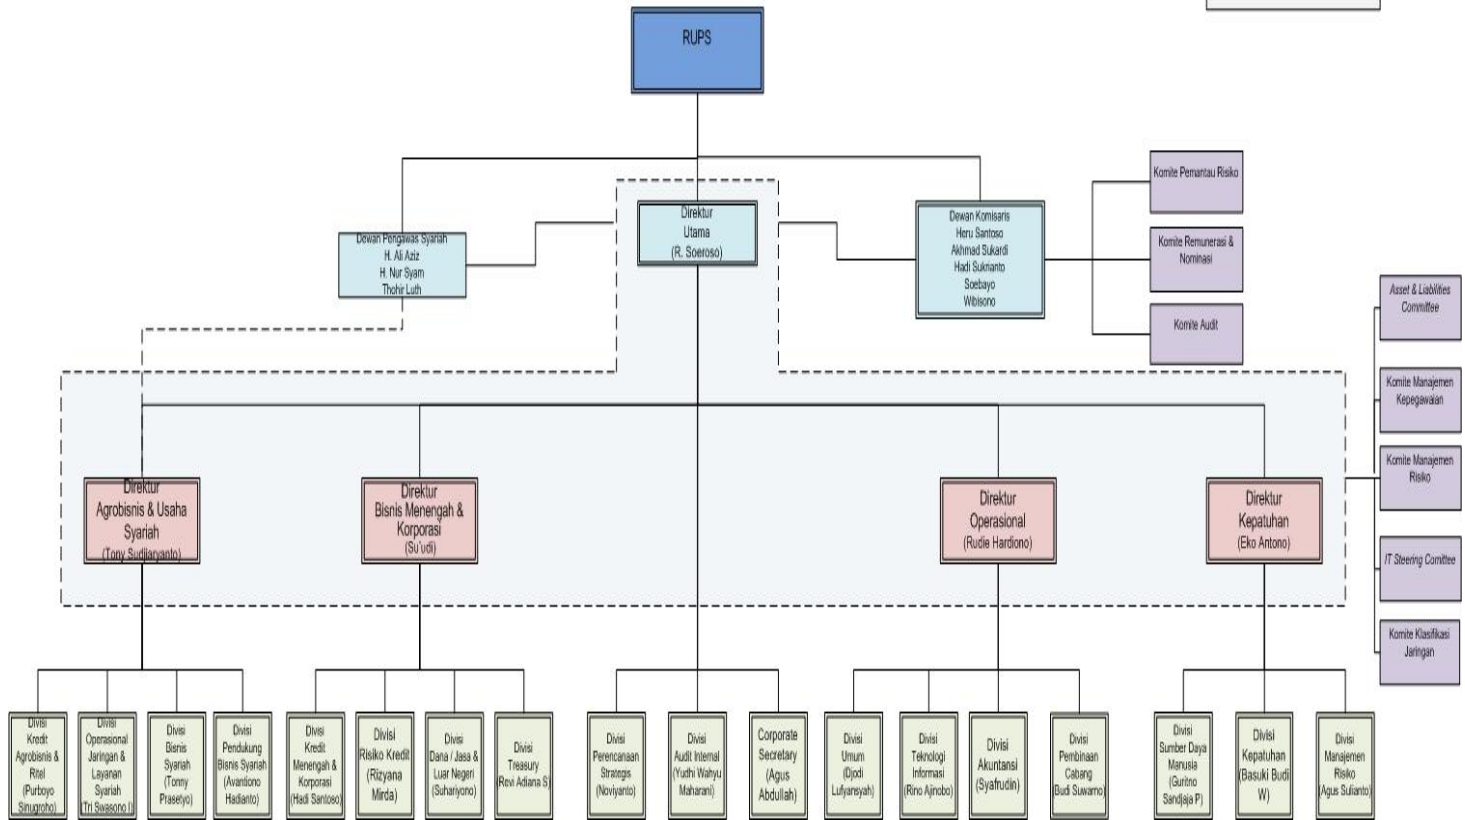 RUPS
Dewan Pengawas Syariah
H. Ali Aziz
H. Nur Syam
Thohir Luth
Direktur
Utama
(R. Soeroso)
Dewan Komisaris
Heru Santoso
Akhmad Sukardi
Hadi Sukrianto
Soebayo
Wibisono
Komite Pemantau Risiko
Komite Remunerasi &
Nominasi
Komite Audit
Asset & Liabilities
Committee
Komite Manajemen
Kepegawaian
Komite Manajemen
Risiko
IT Steering Comittee
Komite Klasifikasi
Jaringan
Direktur
Agrobisnis & Usaha
Syariah
(Tony Sudjiaryanto)
Direktur
Bisnis Menengah &
Korporasi
(Su'udi)
Direktur
Operasional
(Rudie Hardiono)
Direktur
Kepatuhan
(Eko Antono)
Divisi
Kredit
Agrobisnis &
Ritel
(Purboyo
Sinugroho)
Divisi
Operasional
Jaringan &
Layanan
Syariah
(Tri Swasono I)
Divisi
Bisnis
Syariah
(Tonny
Prasetyo)
Divisi
Pendukung
Bisnis Syariah
(Avantiono
Hadianto)
Divisi
Kredit
Menengah &
Korporasi
(Hadi Santoso)
Divisi
Risiko Kredit
(Rizyana
Mirda)
Divisi
Dana / Jasa &
Luar Negeri
(Suhariyono)
Divisi
Treasury
(Revi Adiana S)
Divisi
Perencanaan
Strategis
(Noviyanto)
Divisi
Audit Internal
(Yudhi Wahyu
Maharani)
Corporate
Secretary
(Agus
Abdullah)
Divisi
Umum
(Djodi
Lufyansyah)
Divisi
Teknologi
Informasi
(Rino Ajinobo)
Divisi
Akuntansi
(Syafrudin)
Divisi
Pembinaan
Cabang
(Budi Suwarno)
Divisi
Sumber Daya
Manusia
(Guritno
Sandjaja P)
Divisi
Kepatuhan
(Basuki Budi
W)
Divisi
Manajemen
Risiko
(Agus Sulianto)